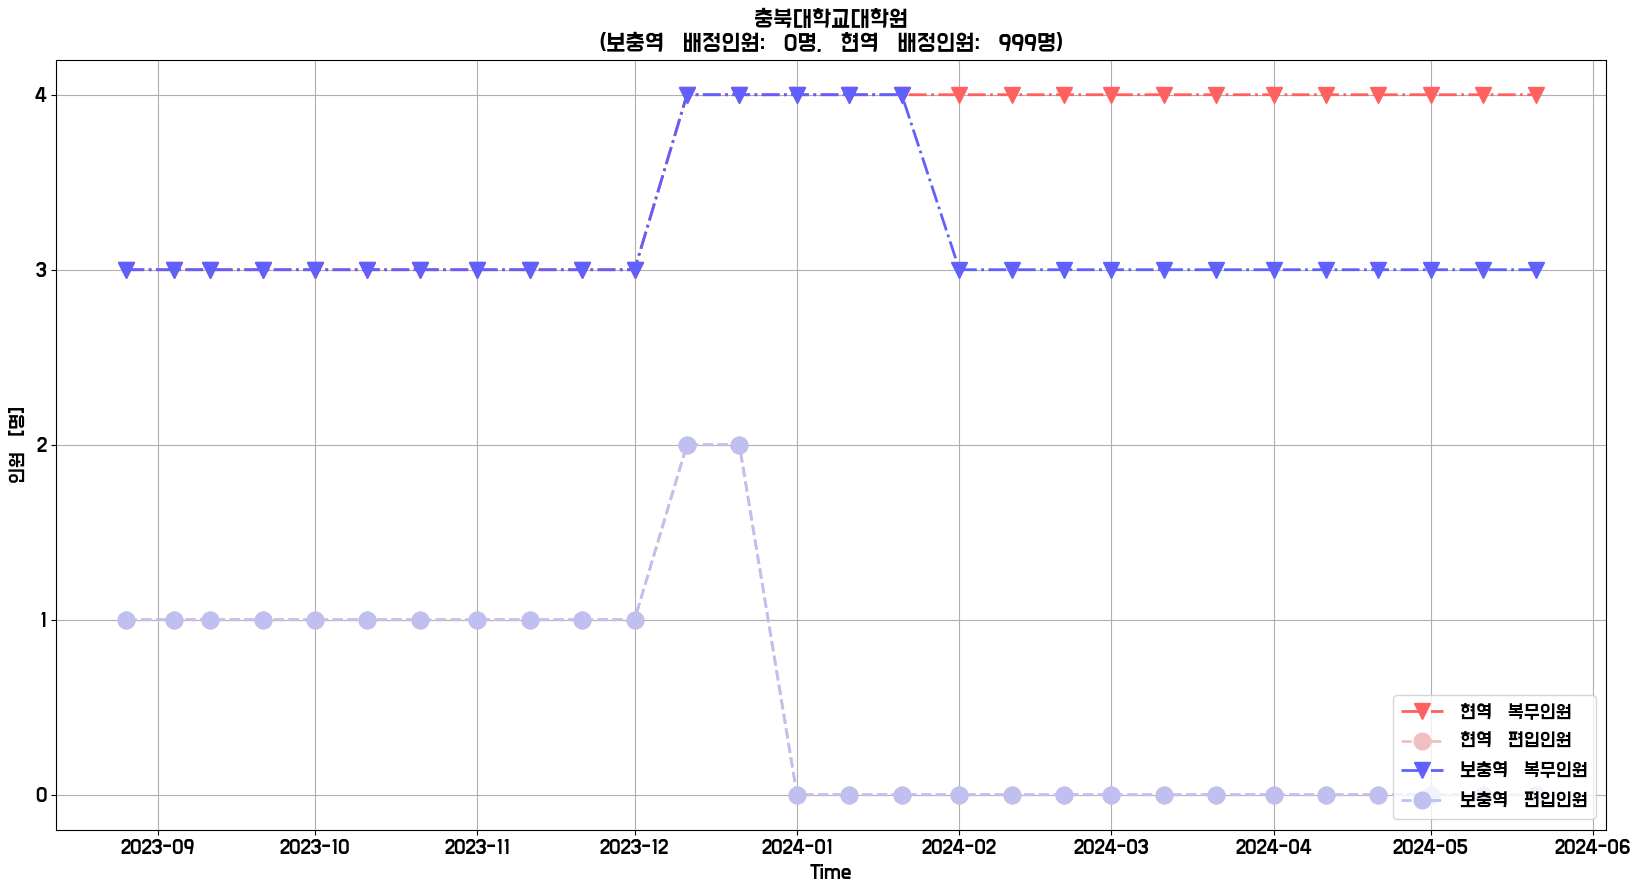 충북대학교대학원
(보충역 배정인원: 0명, 현역 배정인원: 999명)
4
3
2
1
0
인원 [명]
2023-09 2023-10 2023-11 2023-12 2024-01 2024-02 2024-03 2024-04 2024-05 2024-06
Time
현역 복무인원
현역 편입인원
보충역 복무인원
보충역 편입인원